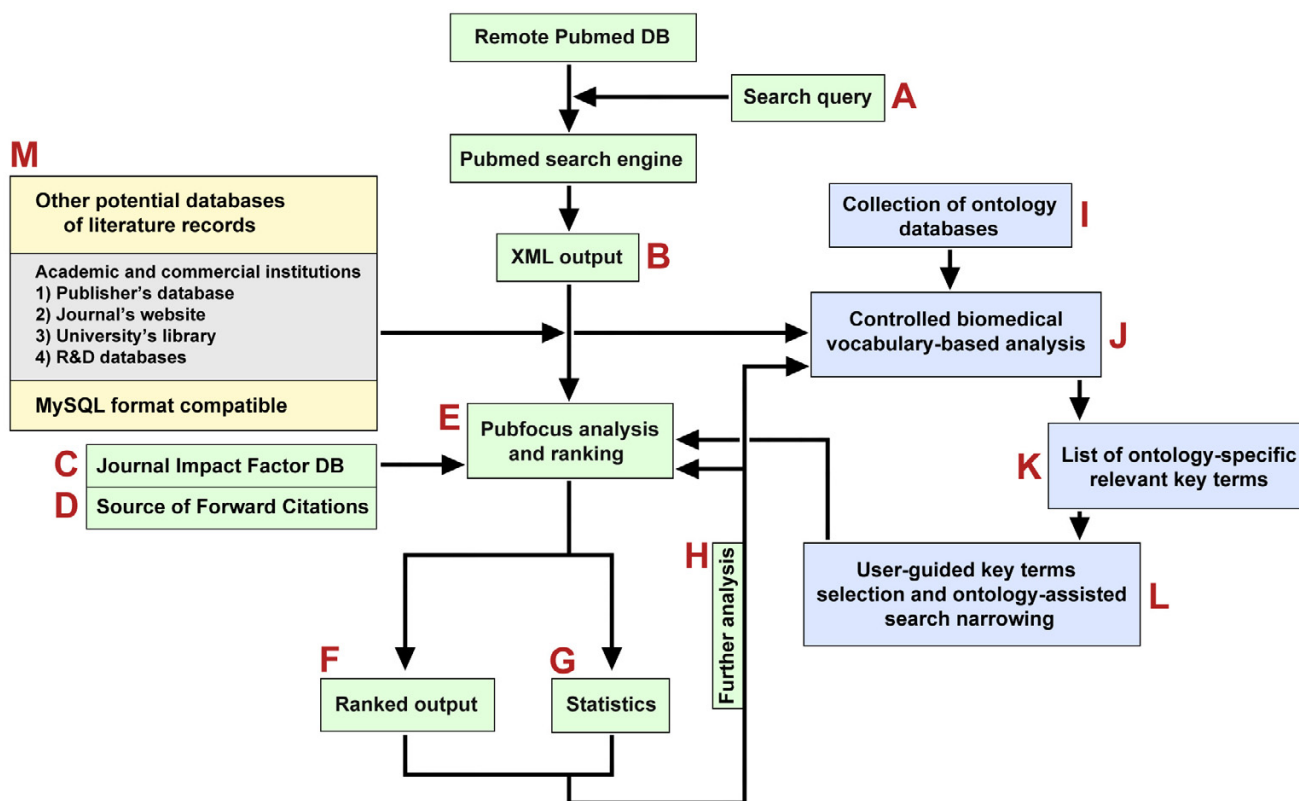 Remote Pubmed DB
Search query
A
Pubmed search engine
M
Other potential databases
of literature records
Academic and commercial institutions
1) Publisher's database
2) Journal's website
3) University's library
4) R&D databases
MySQL format compatible
XML output
B
Collection of ontology
databases
I
Controlled biomedical
vocabulary-based analysis
J
E
Pubfocus analysis
and ranking
C
Journal Impact Factor DB
D
Source of Forward Citations
K
List of ontology-specific
relevant key terms
H
Further analysis
User-guided key terms
selection and ontology-assisted
search narrowing
L
F
Ranked output
G
Statistics